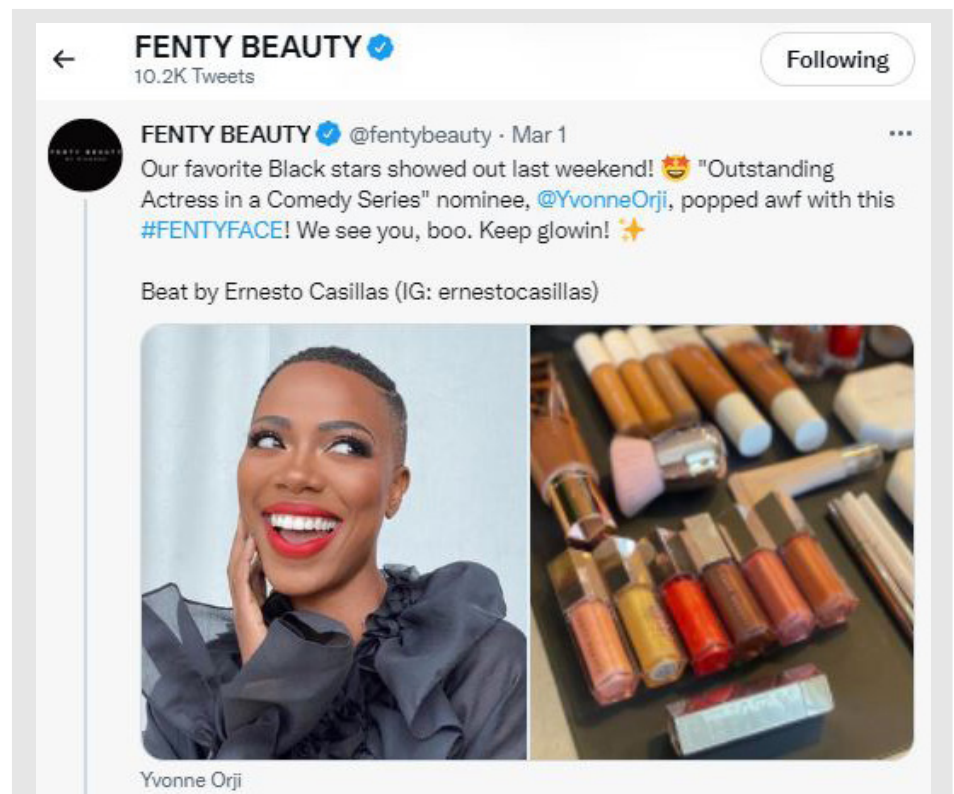 FENTY BEAUTY
10.2K Tweets
Following
FENTY BEAUTY @fentybeauty · Mar 1
Our favorite Black stars showed out last weekend! 🤩 "Outstanding
Actress in a Comedy Series" nominee, @YvonneOrji, popped awf with this
#FENTYFACE! We see you, boo. Keep glowin! ✨
Beat by Ernesto Casillas (IG: ernestocasillas)
Yvonne Orji